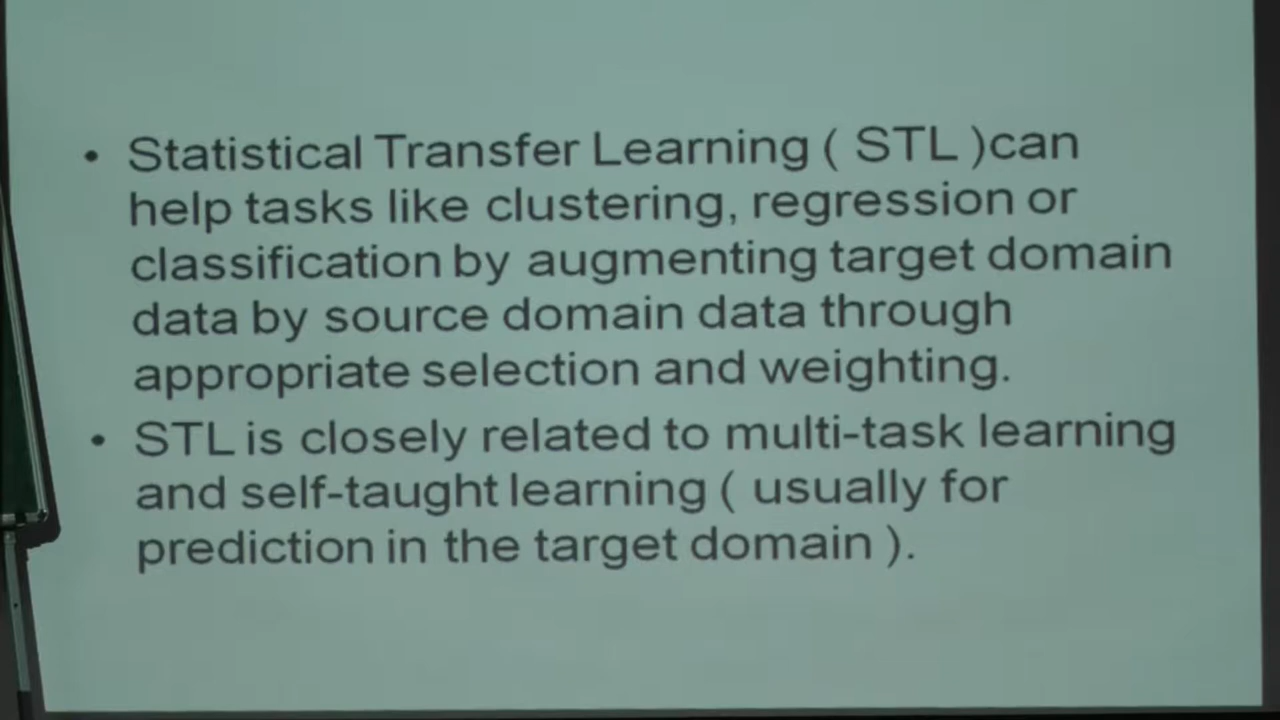 • Statistical Transfer Learning ( STL )can
help tasks like clustering, regression or
classification by augmenting target domain
data by source domain data through
appropriate selection and weighting.
• STL is closely related to multi-task learning
and self-taught learning ( usually for
prediction in the target domain ).